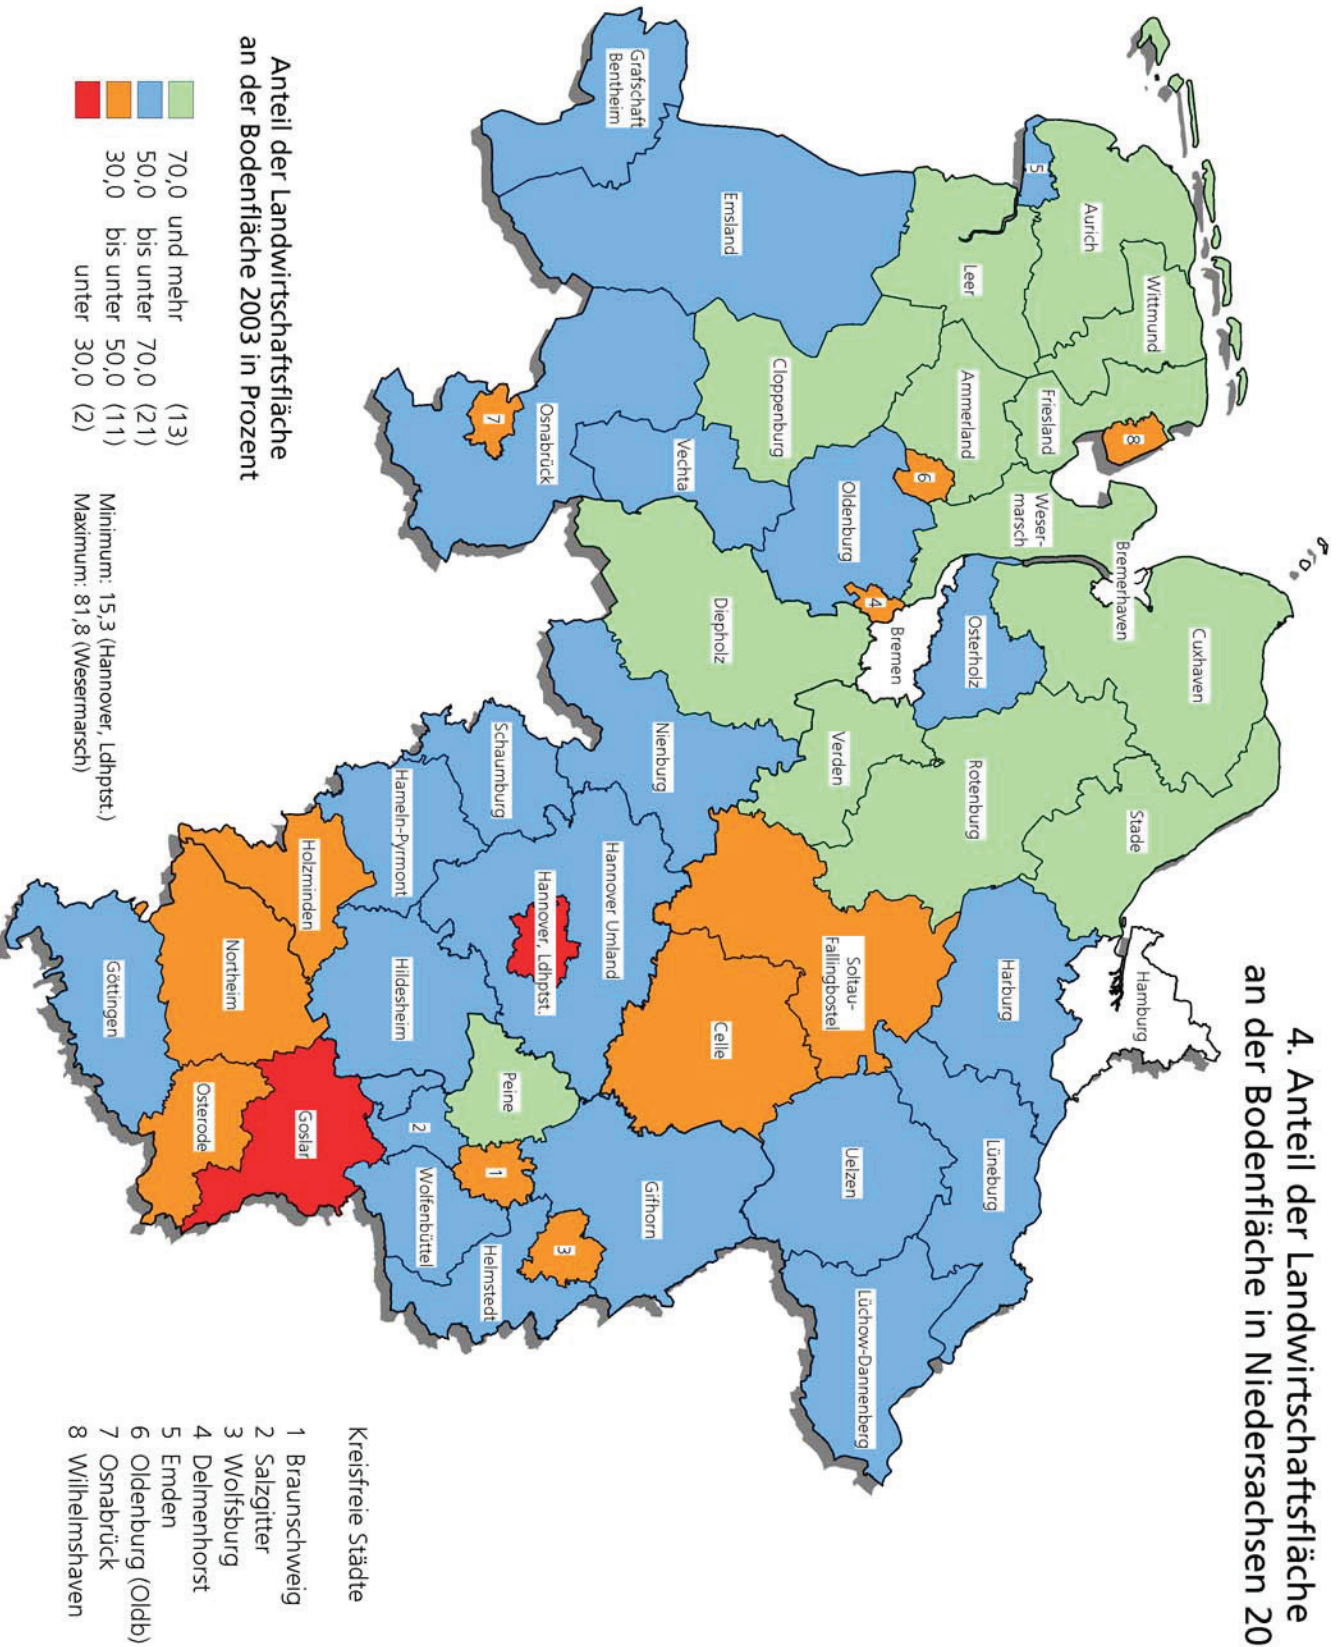 4. Anteil der Landwirtschaftsfläche
an der Bodenfläche in Niedersachsen 20
Cuxhaven
Bremerhaven
Stade
Hamburg
Wittmund
Aurich
8
5
Friesland
Weser-
marsch
Leer
Ammerland
6
Osterholz
Rotenburg
Harburg
Lüneburg
Bremen
4
Oldenburg
Verden
Soltau-
Fallingbostel
Uelzen
Lüchow-Dannenberg
Emsland
Cloppenburg
Diepholz
Celle
Vechta
Nienburg
Gifhorn
Grafschaft
Bentheim
Hannover Umland
Osnabrück
7
Hannover, Ldhptst.
3
Schaumburg
Peine
1
Helmstedt
Hameln-Pyrmont
Hildesheim
2
Wolfenbüttel
Holzminden
Goslar
Northeim
Osterode
Göttingen
Anteil der Landwirtschaftsfläche
an der Bodenfläche 2003 in Prozent
70,0 und mehr (13)
50,0 bis unter 70,0 (21)
30,0 bis unter 50,0 (11)
unter 30,0 (2)
Minimum: 15,3 (Hannover, Ldhptst.)
Maximum: 81,8 (Wesermarsch)
Kreisfreie Städte
1 Braunschweig
2 Salzgitter
3 Wolfsburg
4 Delmenhorst
5 Emden
6 Oldenburg (Oldb)
7 Osnabrück
8 Wilhelmshaven